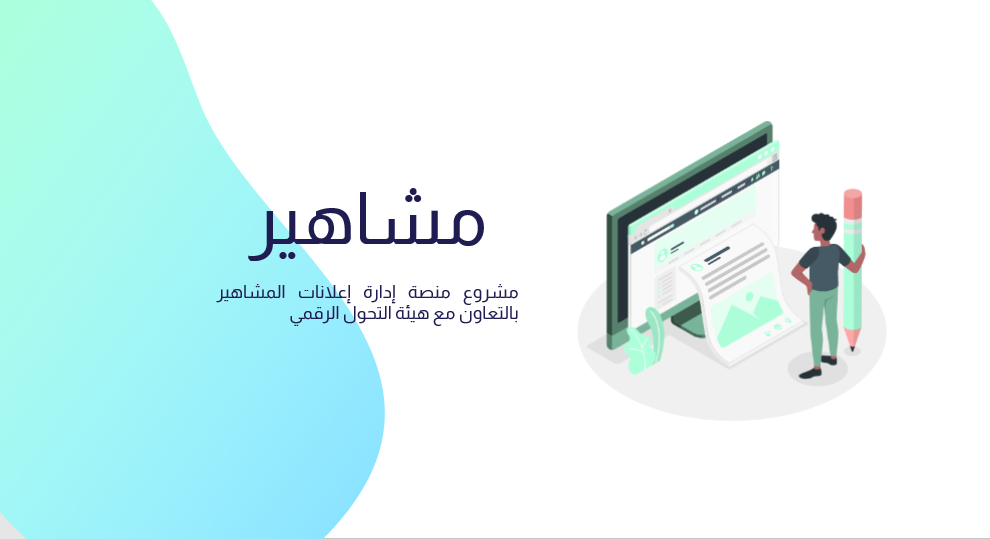 مشاهير
مشروع منصة إدارة إعلانات المشاهير
بالتعاون مع هيئة التحول الرقمي